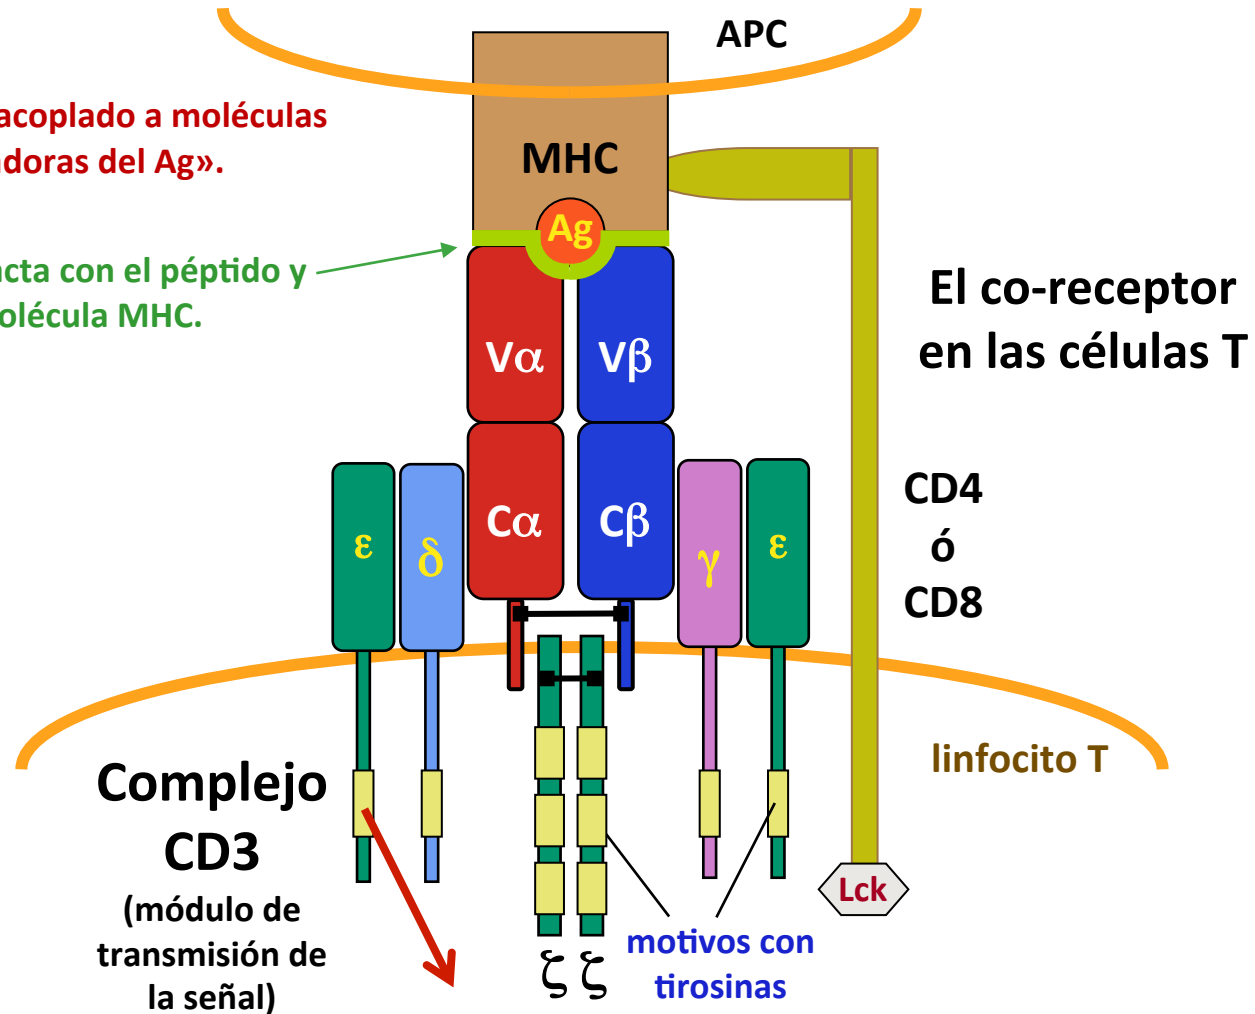 APC
acoplado a moléculas
doras del Ag».
MHC
Ag
cta con el péptido y
olécula MHC.
El co-receptor
en las células T
Vα
Vβ
CD4
ó
CD8
Cα
Cβ
ε
δ
γ
ε
linfocito T
Complejo
CD3
(módulo de
transmisión de
la señal)
Lck
motivos con
tirosinas
ζ ζ